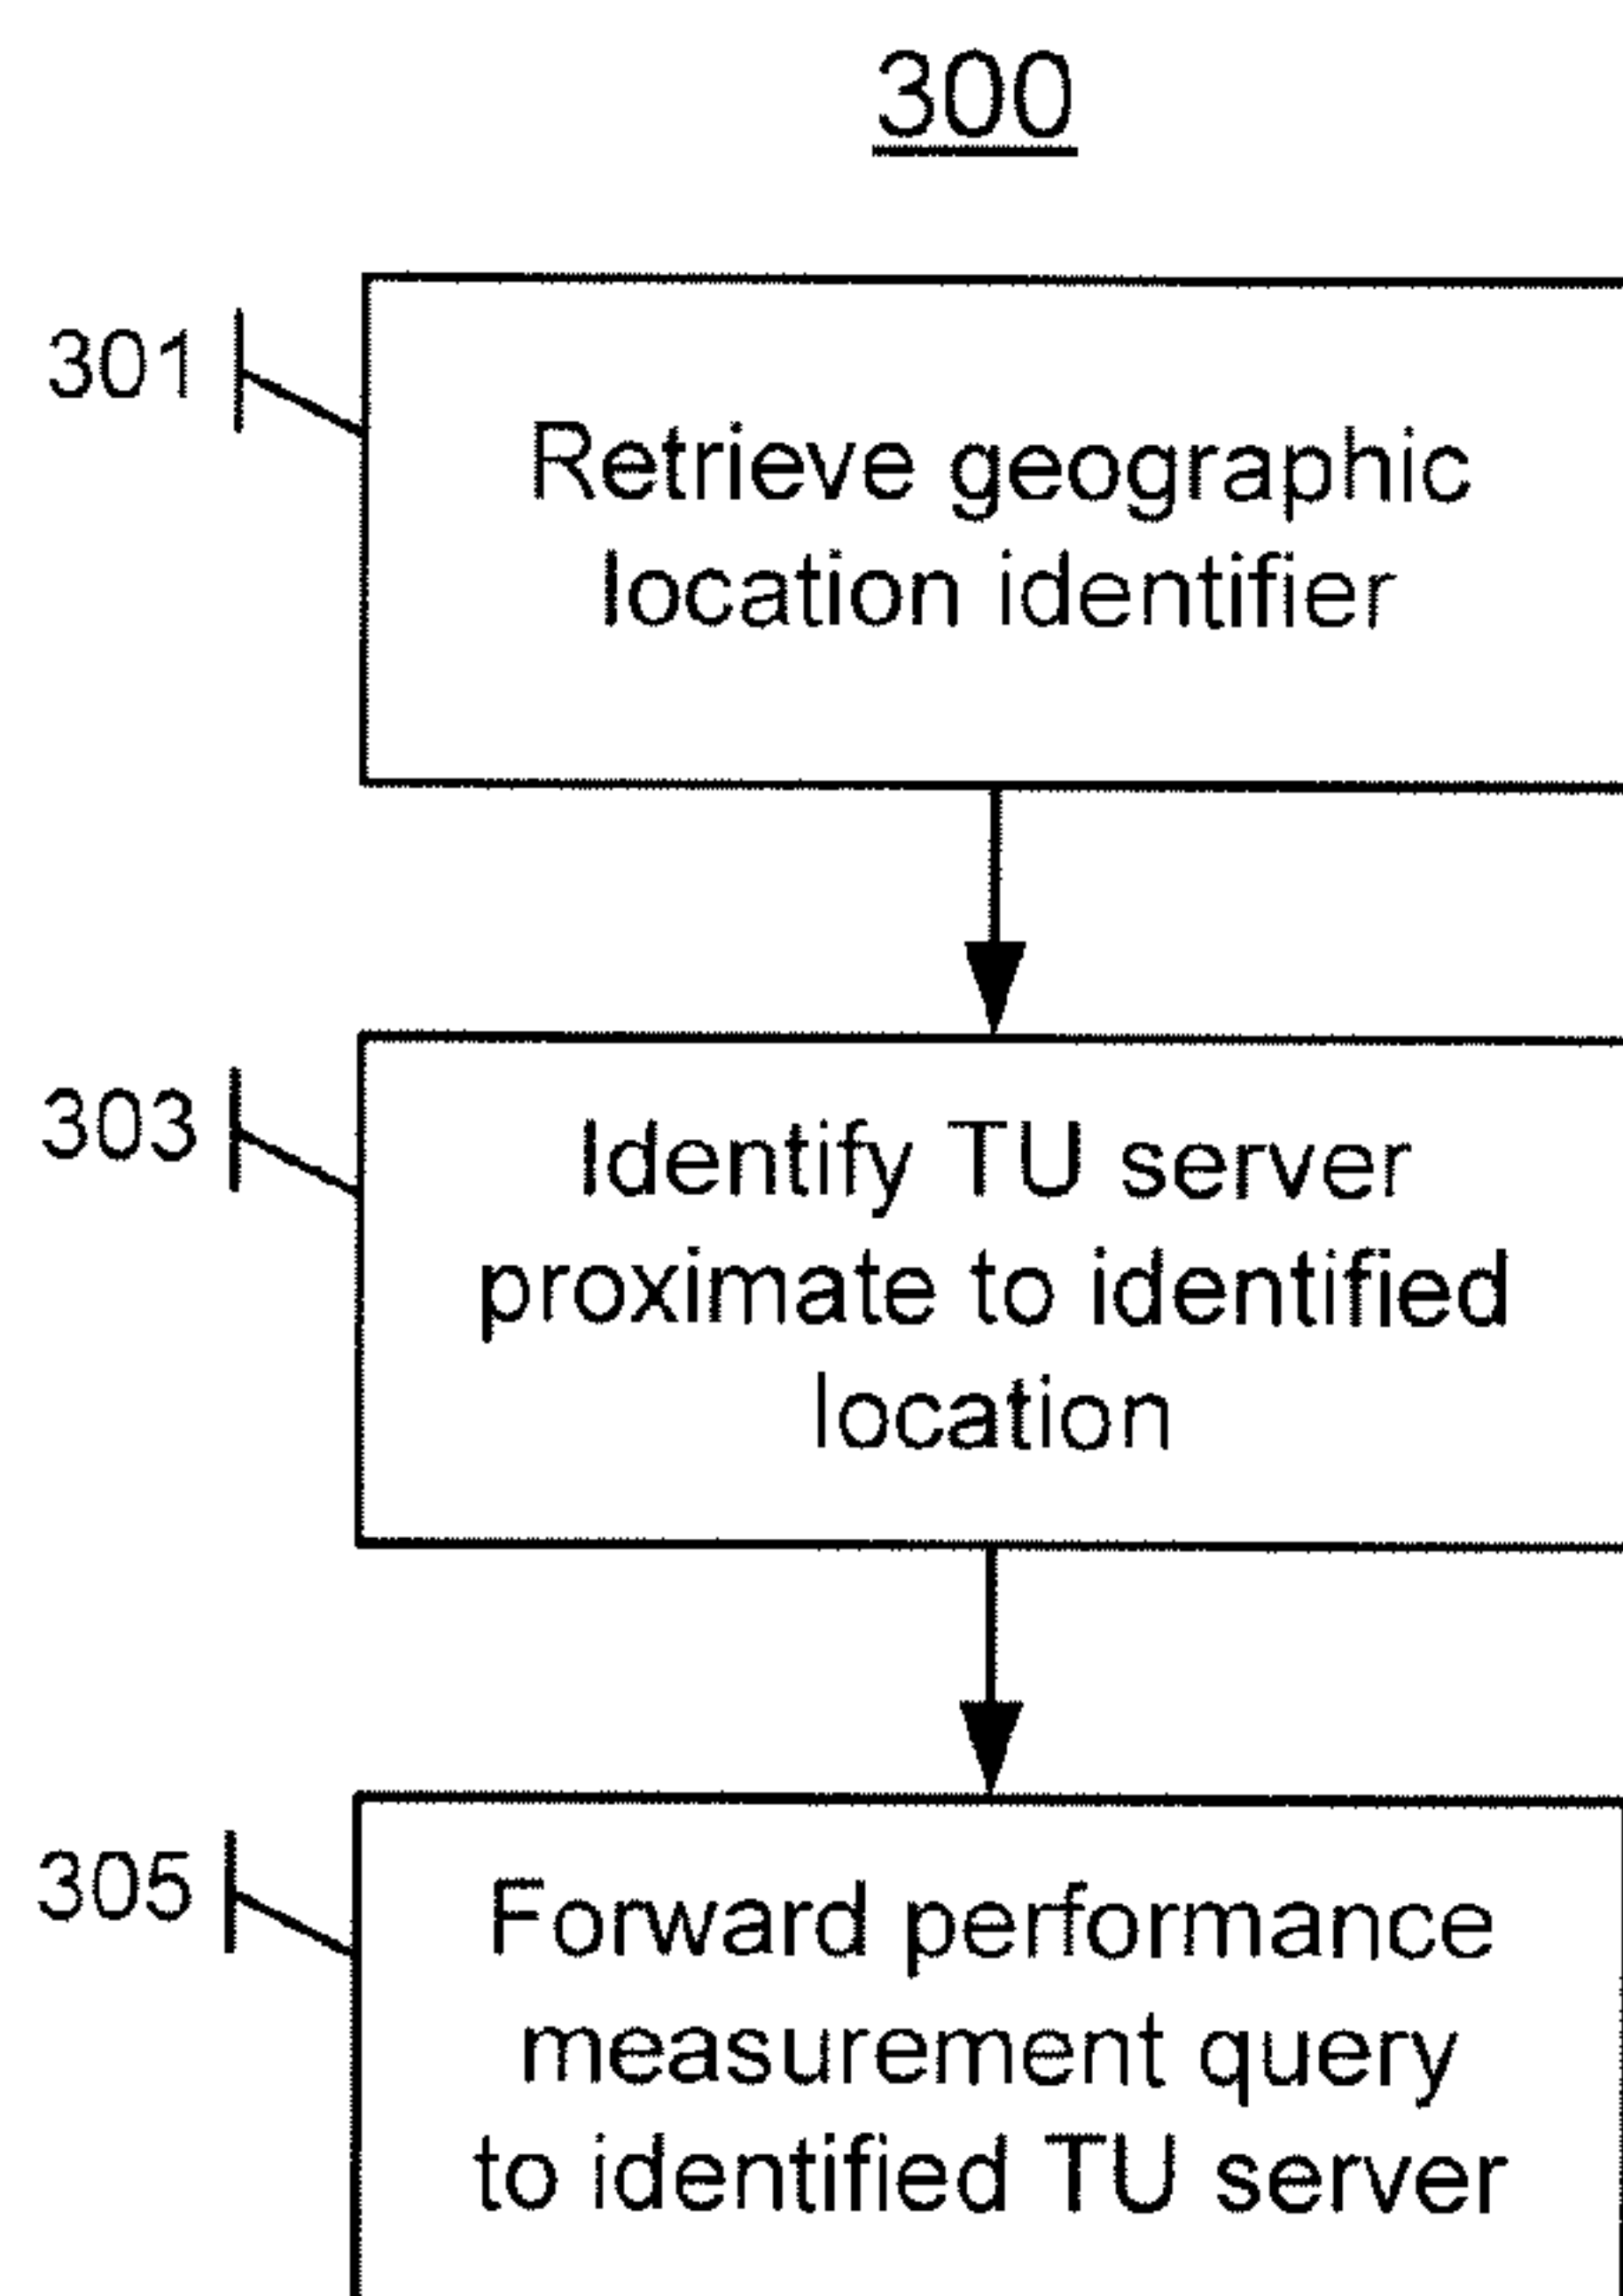 300
301
Retrieve geographic
location identifier
303
Identify TU server
proximate to identified
location
305
Forward performance
measurement query
to identified TU server